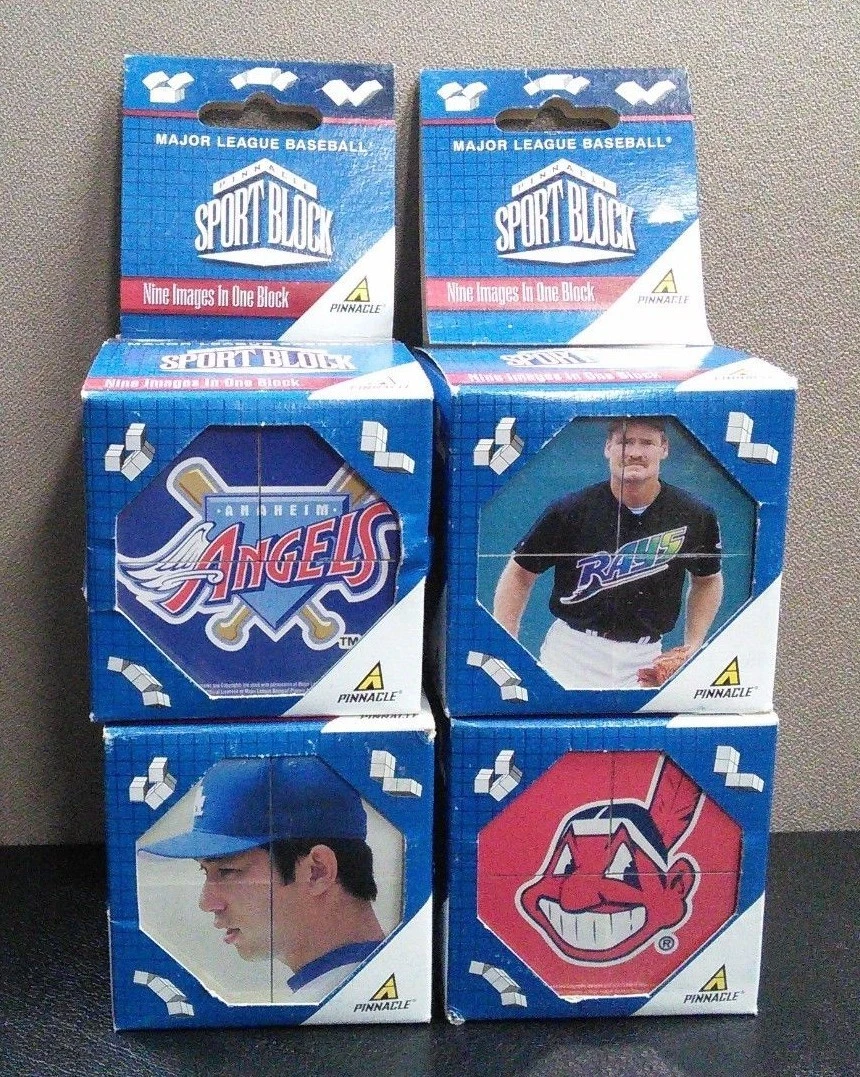 MAJOR LEAGUE BASEBALL®
PINNACLE
SPORT BLOCK
Nine Images In One Block
PINNACLE®
MAJOR LEAGUE BASEBALL®
PINNACLE
SPORT BLOCK
Nine Images In One Block
PINNACLE®
SPORT BLOCK
Nine Images In One Block
PINNACLE
SPORT
Nine Images In One Block
ANAHEIM
ANGELS
TM
PINNACLE®
RAYS
PINNACLE®
PINNACLE
LA
PINNACLE®
®
PINNACLE®